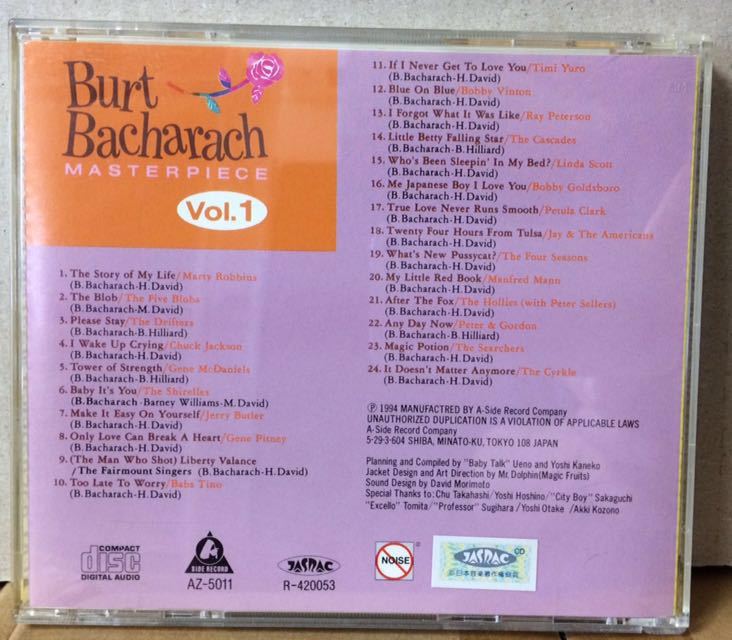 Burt
Bacharach
MASTERPIECE
Vol.1
1. The Story of My Life/Marty Robbins
(B.Bacharach-H.David)
2. The Blob/The Five Blobs
(B.Bacharach-M.David)
3. Please Stay/The Drifters
(B.Bacharach-B.Hilliard)
4. I Wake Up Crying/Chuck Jackson
(B.Bacharach-H.David)
5. Tower of Strength/Gene McDaniels
(B.Bacharach-B.Hilliard)
6. Baby It's You/The Shirelles
(B.Bacharach-Barney Williams-M.David)
7. Make It Easy On Yourself/Jerry Butler
(B.Bacharach-H.David)
8. Only Love Can Break A Heart/Gene Pitney
(B.Bacharach-H.David)
9. (The Man Who Shot) Liberty Valance
/The Fairmount Singers (B.Bacharach-H.David)
10. Too Late To Worry/Babs Tino
(B.Bacharach-H.David)
11. If I Never Get To Love You/Timi Yuro
(B.Bacharach-H.David)
12. Blue On Blue/Bobby Vinton
(B.Bacharach-H.David)
13. I Forgot What It Was Like/Ray Peterson
(B.Bacharach-H.David)
14. Little Betty Falling Star/The Cascades
(B.Bacharach-B.Hilliard)
15. Who's Been Sleepin' In My Bed?/Linda Scott
(B.Bacharach-H.David)
16. Me Japanese Boy I Love You/Bobby Goldsboro
(B.Bacharach-H.David)
17. True Love Never Runs Smooth/Petula Clark
(B.Bacharach-H.David)
18. Twenty Four Hours From Tulsa/Jay & The Americans
(B.Bacharach-H.David)
19. What's New Pussycat?/The Four Seasons
(B.Bacharach-H.David)
20. My Little Red Book/Manfred Mann
(B.Bacharach-H.David)
21. After The Fox/The Hollies (with Peter Sellers)
(B.Bacharach-H.David)
22. Any Day Now/Peter & Gordon
(B.Bacharach-B.Hilliard)
23. Magic Potion/The Searchers
(B.Bacharach-H.David)
24. It Doesn't Matter Anymore/The Cyrkle
(B.Bacharach-H.David)
Ⓟ 1994 MANUFACTRED BY A-Side Record Company
UNAUTHORIZED DUPLICATION IS A VIOLATION OF APPLICABLE LAWS
A-Side Record Company
5-29-3-604 SHIBA, MINATO-KU, TOKYO 108 JAPAN
Planning and Compiled by "Baby Talk" Ueno and Yoshi Kaneko
Jacket Design and Art Direction by Mr. Dolphin(Magic Fruits)
Sound Design by David Morimoto
Special Thanks to: Chu Takahashi/Yoshi Hoshino/"City Boy" Sakaguchi
"Excello" Tomita/"Professor" Sugihara/Yoshi Otake/Akki Kozono
COMPACT
disc
DIGITAL AUDIO
A
SIDE RECORD
AZ-5011
JASRAC
R-420053
NOISE
CD
JASRAC